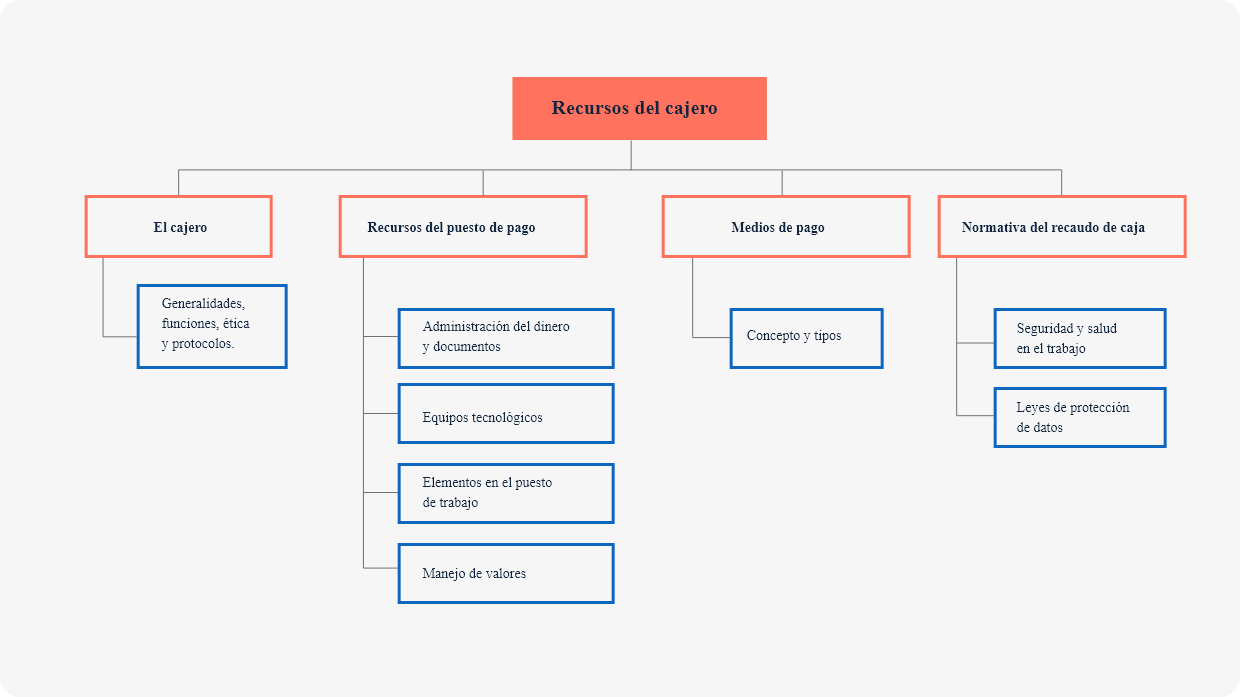 Recursos del cajero
El cajero
Generalidades,
funciones, ética
y protocolos.
Recursos del puesto de pago
Administración del dinero
y documentos
Equipos tecnológicos
Elementos en el puesto
de trabajo
Manejo de valores
Medios de pago
Concepto y tipos
Normativa del recaudo de caja
Seguridad y salud
en el trabajo
Leyes de protección
de datos